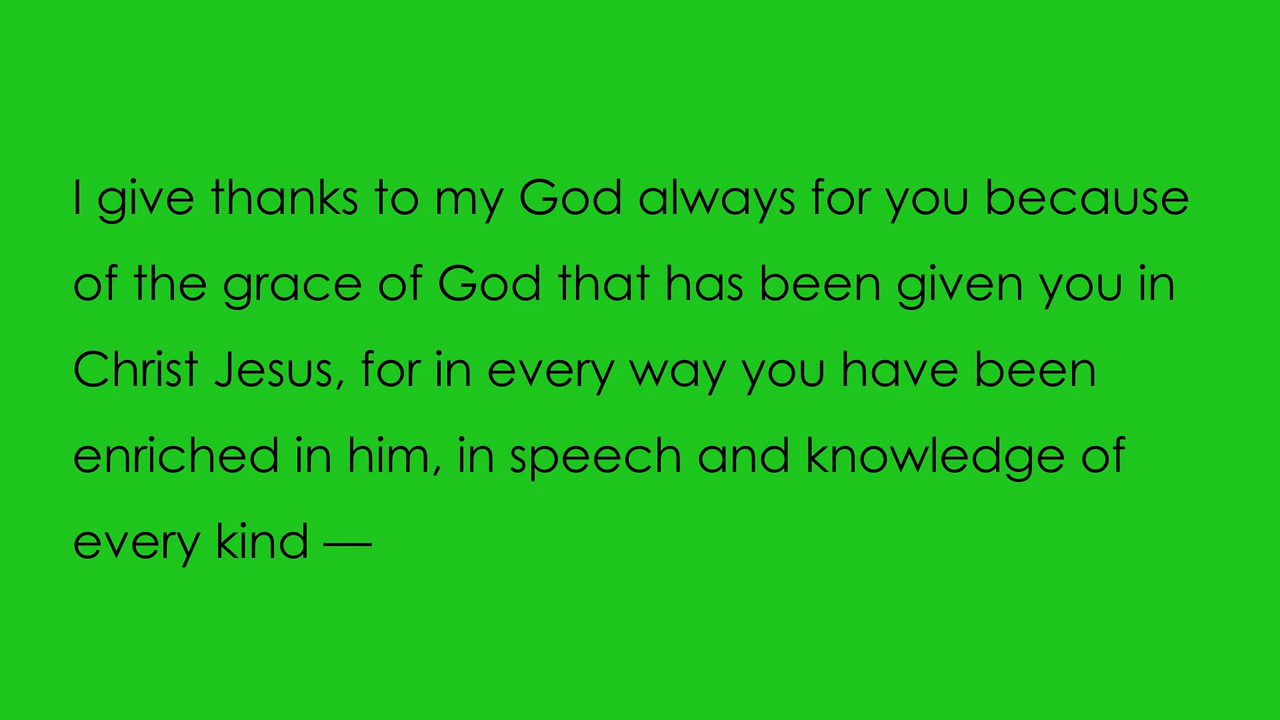 I give thanks to my God always for you because
of the grace of God that has been given you in
Christ Jesus, for in every way you have been
enriched in him, in speech and knowledge of
every kind —